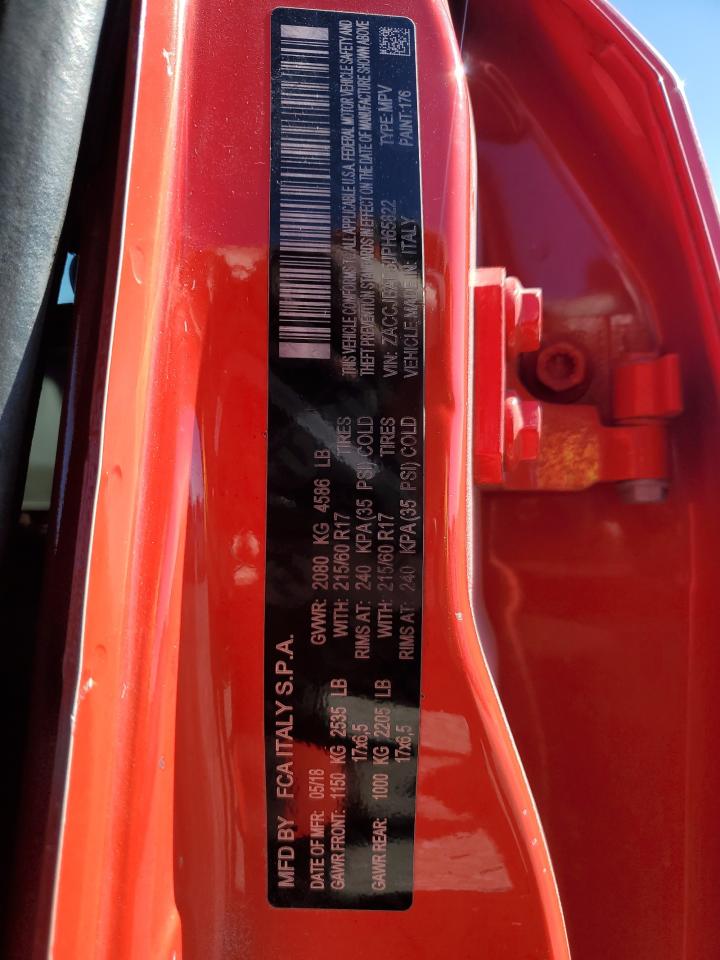 MFD BY FCA ITALY S.P.A.
DATE OF MFR: 05/18 GVWR: 2080 KG 4586 LB
GAWR FRONT: 1150 KG 2535 LB WITH: 215/60 R17 TIRES
17x6,5 RIMS AT: 240 KPA(35 PSI) COLD
GAWR REAR: 1000 KG 2205 LB WITH: 215/60 R17 TIRES
17x6,5 RIMS AT: 240 KPA(35 PSI) COLD
THIS VEHICLE CONFORMS TO ALL APPLICABLE U.S.A. FEDERAL MOTOR VEHICLE SAFETY AND
THEFT PREVENTION STANDARDS IN EFFECT ON THE DATE OF MANUFACTURE SHOWN ABOVE
VIN: TYPE: MPV
VEHICLE MADE IN: ITALY PAINT: 176